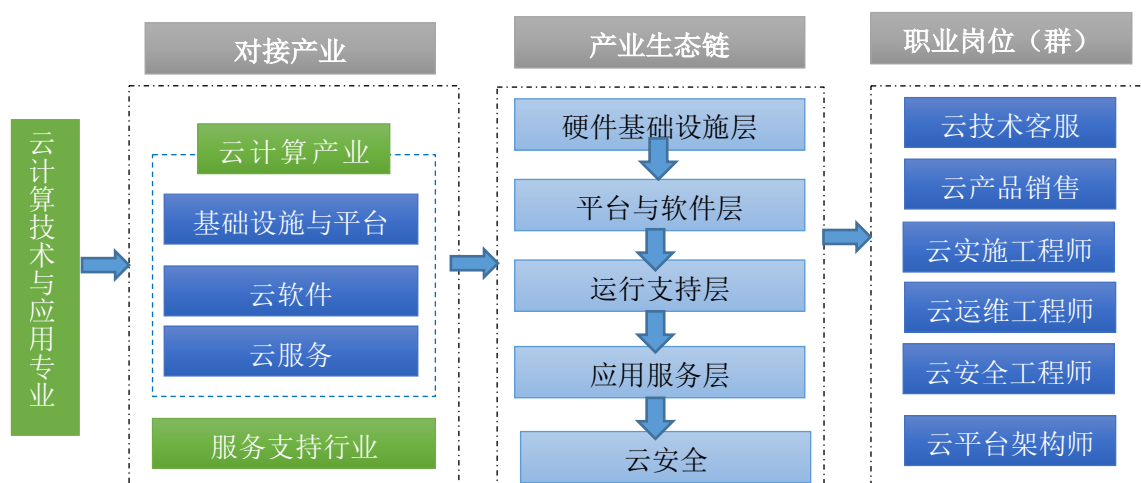 对接产业
产业生态链
职业岗位（群）
云计算技术与应用专业
云计算产业
基础设施与平台
云软件
云服务
服务支持行业
硬件基础设施层
平台与软件层
运行支持层
应用服务层
云安全
云技术客服
云产品销售
云实施工程师
云运维工程师
云安全工程师
云平台架构师